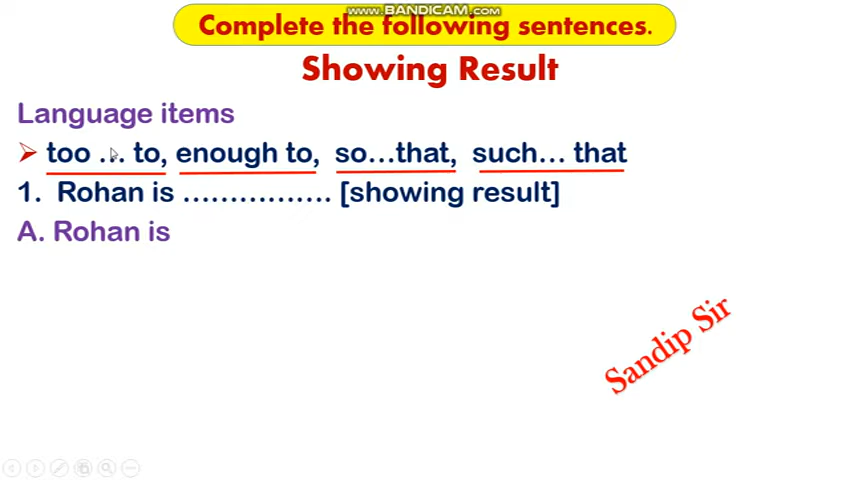 www.BANDICAM.com
Complete the following sentences.
Showing Result
Language items
➤ too ... to, enough to, so...that, such... that
1. Rohan is ................ [showing result]
A. Rohan is
Sandip Sir